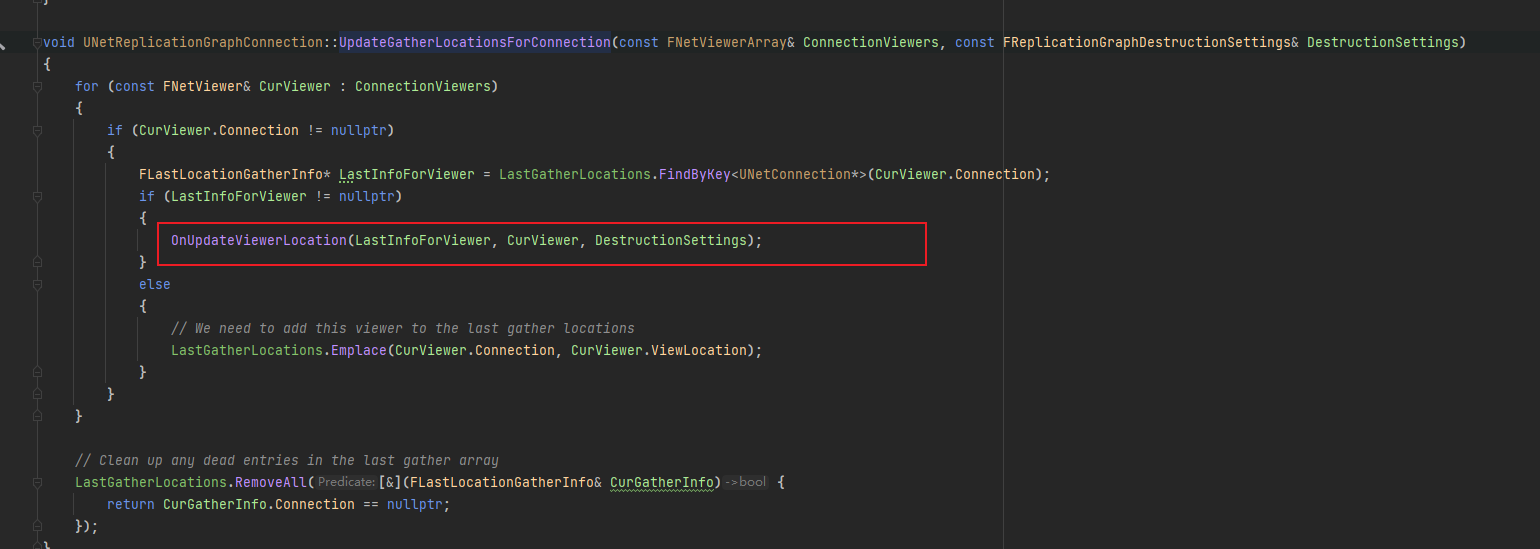 }
void UNetReplicationGraphConnection::UpdateGatherLocationsForConnection(const FNetViewerArray& ConnectionViewers, const FReplicationGraphDestructionSettings& DestructionSettings)
{
for (const FNetViewer& CurViewer : ConnectionViewers)
{
if (CurViewer.Connection != nullptr)
{
FLastLocationGatherInfo* LastInfoForViewer = LastGatherLocations.FindByKey<UNetConnection*>(CurViewer.Connection);
if (LastInfoForViewer != nullptr)
{
OnUpdateViewerLocation(LastInfoForViewer, CurViewer, DestructionSettings);
}
else
{
// We need to add this viewer to the last gather locations
LastGatherLocations.Emplace(CurViewer.Connection, CurViewer.ViewLocation);
}
}
}
// Clean up any dead entries in the last gather array
LastGatherLocations.RemoveAll(Predicate:[&](FLastLocationGatherInfo& CurGatherInfo)->bool {
return CurGatherInfo.Connection == nullptr;
});
}